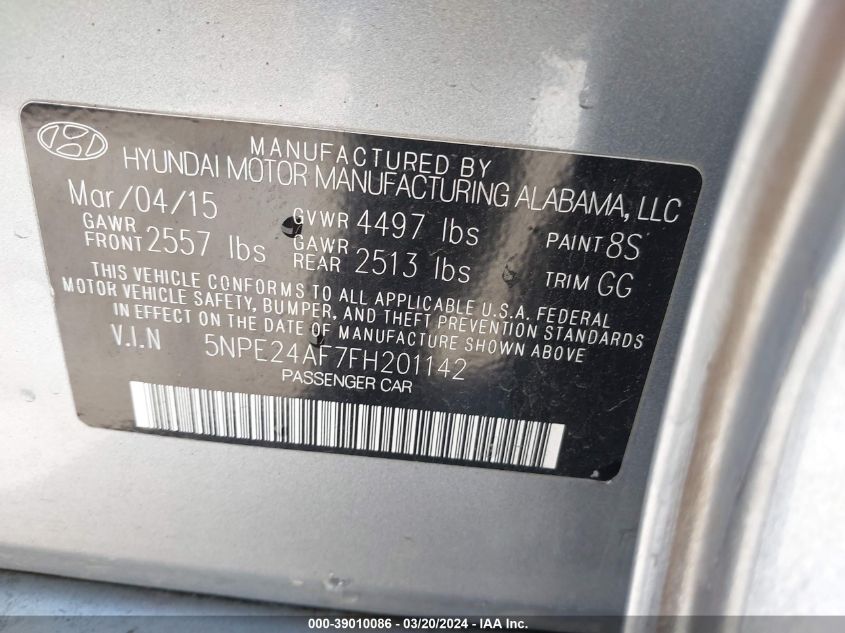 MANUFACTURED BY
HYUNDAI MOTOR MANUFACTURING ALABAMA, LLC
Mar/04/15 GVWR 4497 lbs PAINT 8S
GAWR FRONT 2557 lbs GAWR REAR 2513 lbs TRIM GG
THIS VEHICLE CONFORMS TO ALL APPLICABLE U.S.A. FEDERAL
MOTOR VEHICLE SAFETY, BUMPER, AND THEFT PREVENTION STANDARDS
IN EFFECT ON THE DATE OF MANUFACTURE SHOWN ABOVE
V.I.N 5NPE24AF7FH201142
PASSENGER CAR
000-39010086 - 03/20/2024 - IAA Inc.